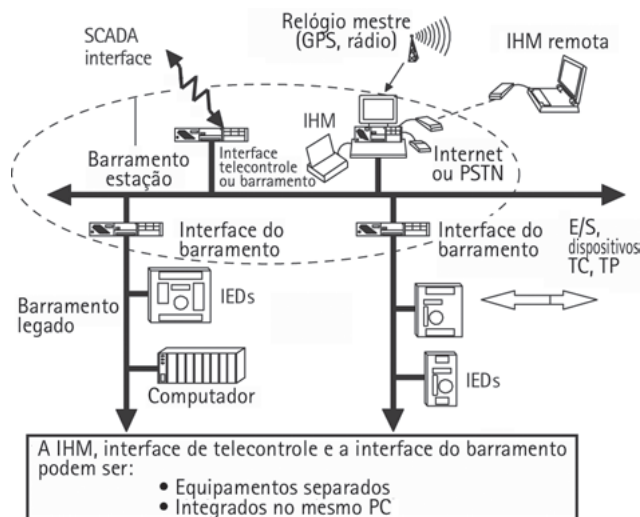 Relógio mestre
(GPS, rádio)
SCADA
interface
IHM remota
IHM
Barramento
estação
Interface
telecontrole
ou barramento
Internet
ou PSTN
Interface do
barramento
Interface do
barramento
E/S,
dispositivos
TC, TP
IEDs
Barramento
legado
Computador
IEDs
A IHM, interface de telecontrole e a interface do barramento
podem ser:
• Equipamentos separados
• Integrados no mesmo PC